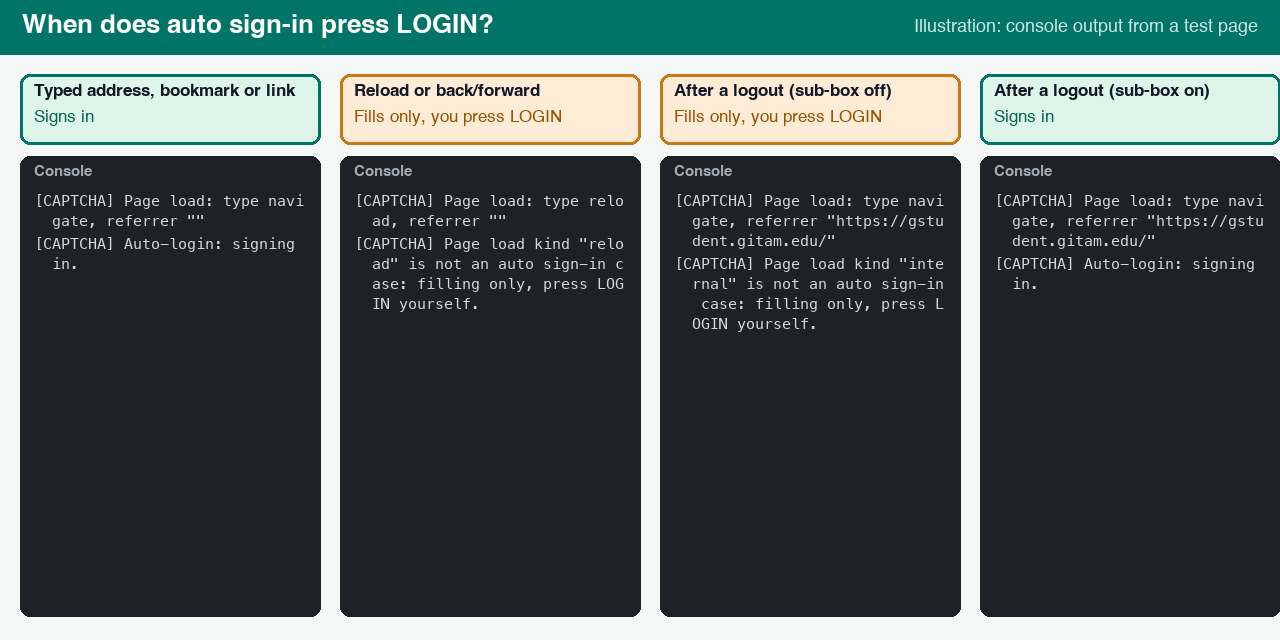 When does auto sign-in press LOGIN?
Illustration: console output from a test page
Typed address, bookmark or link
Signs in
Console
[CAPTCHA] Page load: type navi
gate, referrer ""
[CAPTCHA] Auto-login: signing
in.
Reload or back/forward
Fills only, you press LOGIN
Console
[CAPTCHA] Page load: type relo
ad, referrer ""
[CAPTCHA] Page load kind "relo
ad" is not an auto sign-in c
ase: filling only, press LOG
IN yourself.
After a logout (sub-box off)
Fills only, you press LOGIN
Console
[CAPTCHA] Page load: type navi
gate, referrer "https://gstu
dent.gitam.edu/"
[CAPTCHA] Page load kind "inte
rnal" is not an auto sign-in
case: filling only, press L
OGIN yourself.
After a logout (sub-box on)
Signs in
Console
[CAPTCHA] Page load: type navi
gate, referrer "https://gstu
dent.gitam.edu/"
[CAPTCHA] Auto-login: signing
in.